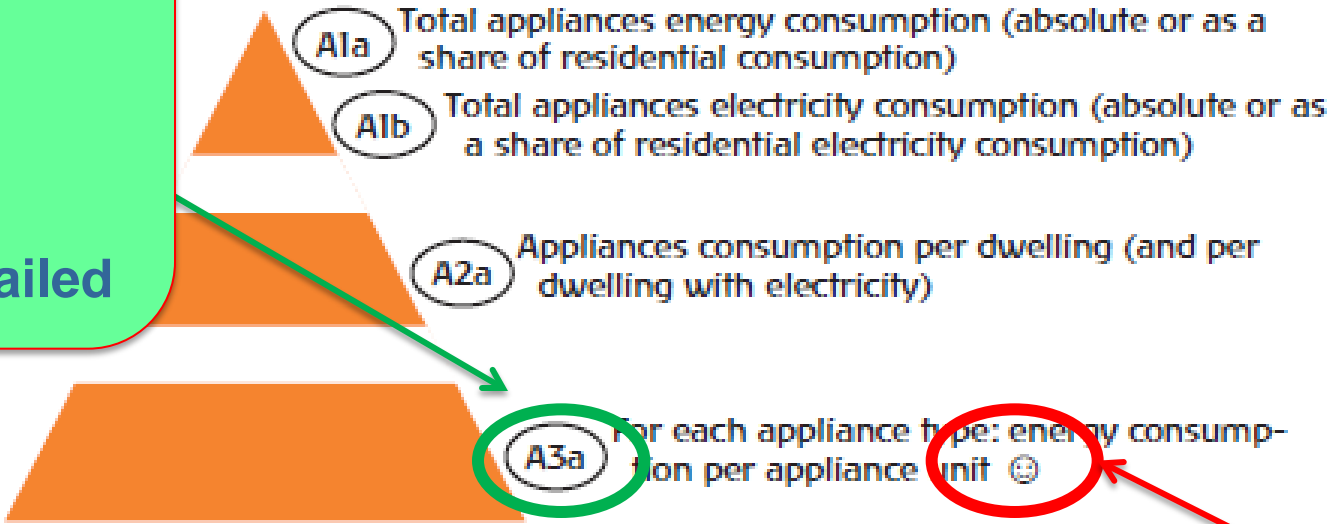 A1a
Total appliances energy consumption (absolute or as a
share of residential consumption)
A1b
Total appliances electricity consumption (absolute or as
a share of residential electricity consumption)
ailed
A2a
Appliances consumption per dwelling (and per
dwelling with electricity)
A3a
For each appliance type: energy consump-
tion per appliance unit ☺